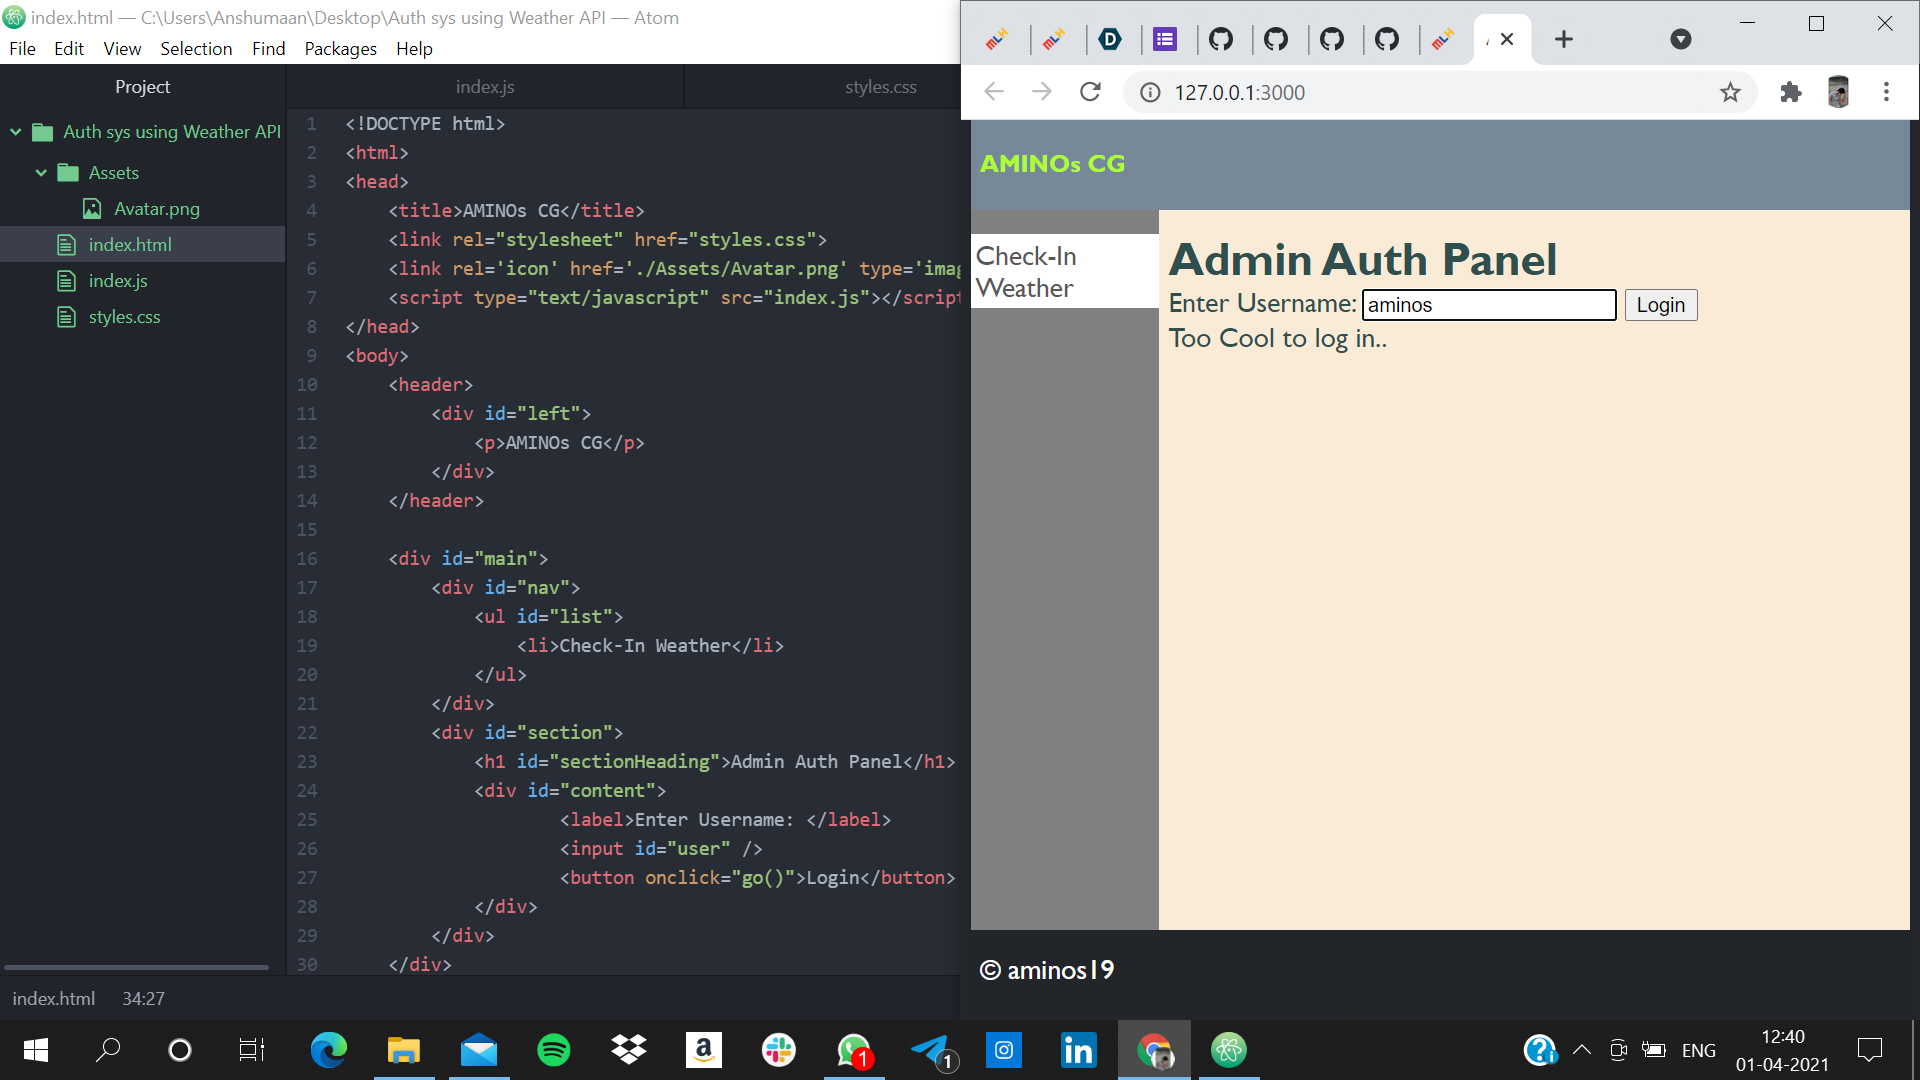 index.html — C:\Users\Anshumaan\Desktop\Auth sys using Weather API — Atom
File Edit View Selection Find Packages Help
Project
Auth sys using Weather API
Assets
Avatar.png
index.html
index.js
styles.css
index.js styles.css
1 <!DOCTYPE html>
2 <html>
3 <head>
4 <title>AMINOs CG</title>
5 <link rel="stylesheet" href="styles.css">
6 <link rel='icon' href='./Assets/Avatar.png' type='imag
7 <script type="text/javascript" src="index.js"></script
8 </head>
9 <body>
10 <header>
11 <div id="left">
12 <p>AMINOs CG</p>
13 </div>
14 </header>
15
16 <div id="main">
17 <div id="nav">
18 <ul id="list">
19 <li>Check-In Weather</li>
20 </ul>
21 </div>
22 <div id="section">
23 <h1 id="sectionHeading">Admin Auth Panel</h1>
24 <div id="content">
25 <label>Enter Username: </label>
26 <input id="user" />
27 <button onclick="go()">Login</button>
28 </div>
29 </div>
30 </div>
index.html 34:27
127.0.0.1:3000
AMINOs CG
Check-In
Weather
Admin Auth Panel
Enter Username: aminos Login
Too Cool to log in..
© aminos19
1
1
ENG
12:40
01-04-2021